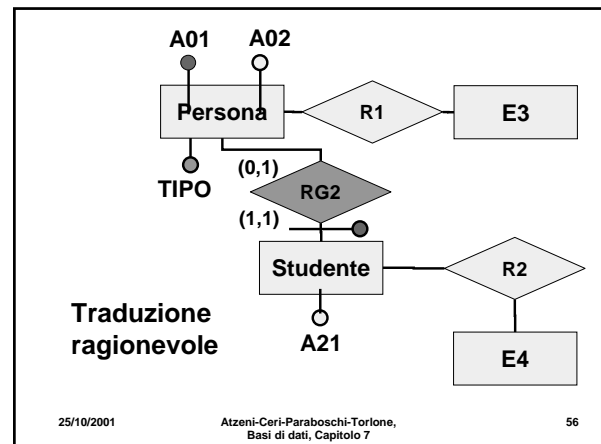 A01 A02
Persona R1 E3
TIPO
(0,1)
RG2
(1,1)
Studente R2
A21
E4
Traduzione
ragionevole
25/10/2001 Atzeni-Ceri-Paraboschi-Torlone, 56
Basi di dati, Capitolo 7